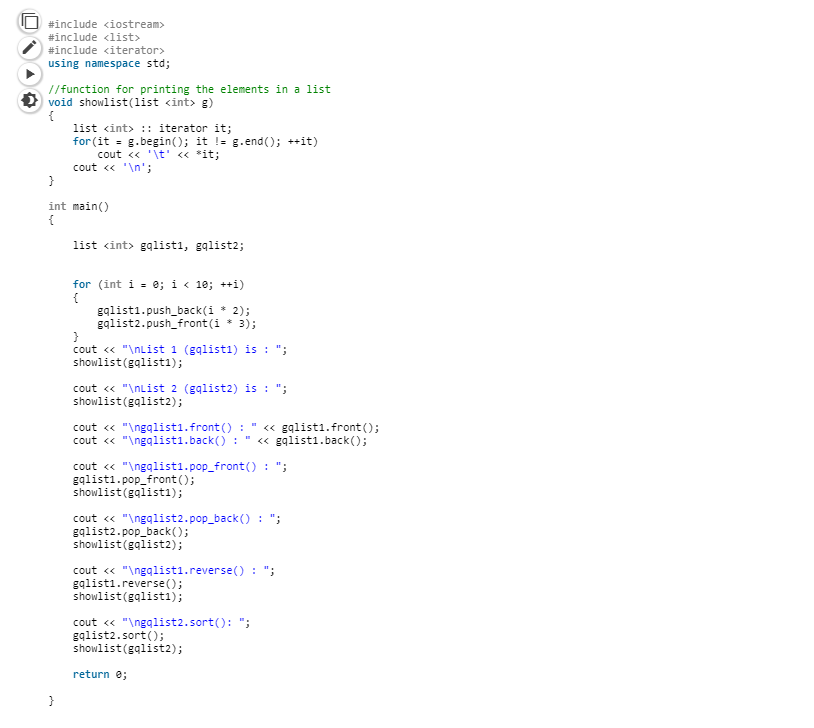 #include <iostream>
#include <list>
#include <iterator>
using namespace std;

//function for printing the elements in a list
void showlist(list <int> g)
{
    list <int> :: iterator it;
    for(it = g.begin(); it != g.end(); ++it)
        cout << '\t' << *it;
    cout << '\n';
}

int main()
{

    list <int> gqlist1, gqlist2;


    for (int i = 0; i < 10; ++i)
    {
        gqlist1.push_back(i * 2);
        gqlist2.push_front(i * 3);
    }
    cout << "\nList 1 (gqlist1) is : ";
    showlist(gqlist1);

    cout << "\nList 2 (gqlist2) is : ";
    showlist(gqlist2);

    cout << "\ngqlist1.front() : " << gqlist1.front();
    cout << "\ngqlist1.back() : " << gqlist1.back();

    cout << "\ngqlist1.pop_front() : ";
    gqlist1.pop_front();
    showlist(gqlist1);

    cout << "\ngqlist2.pop_back() : ";
    gqlist2.pop_back();
    showlist(gqlist2);

    cout << "\ngqlist1.reverse() : ";
    gqlist1.reverse();
    showlist(gqlist1);

    cout << "\ngqlist2.sort(): ";
    gqlist2.sort();
    showlist(gqlist2);

    return 0;

}